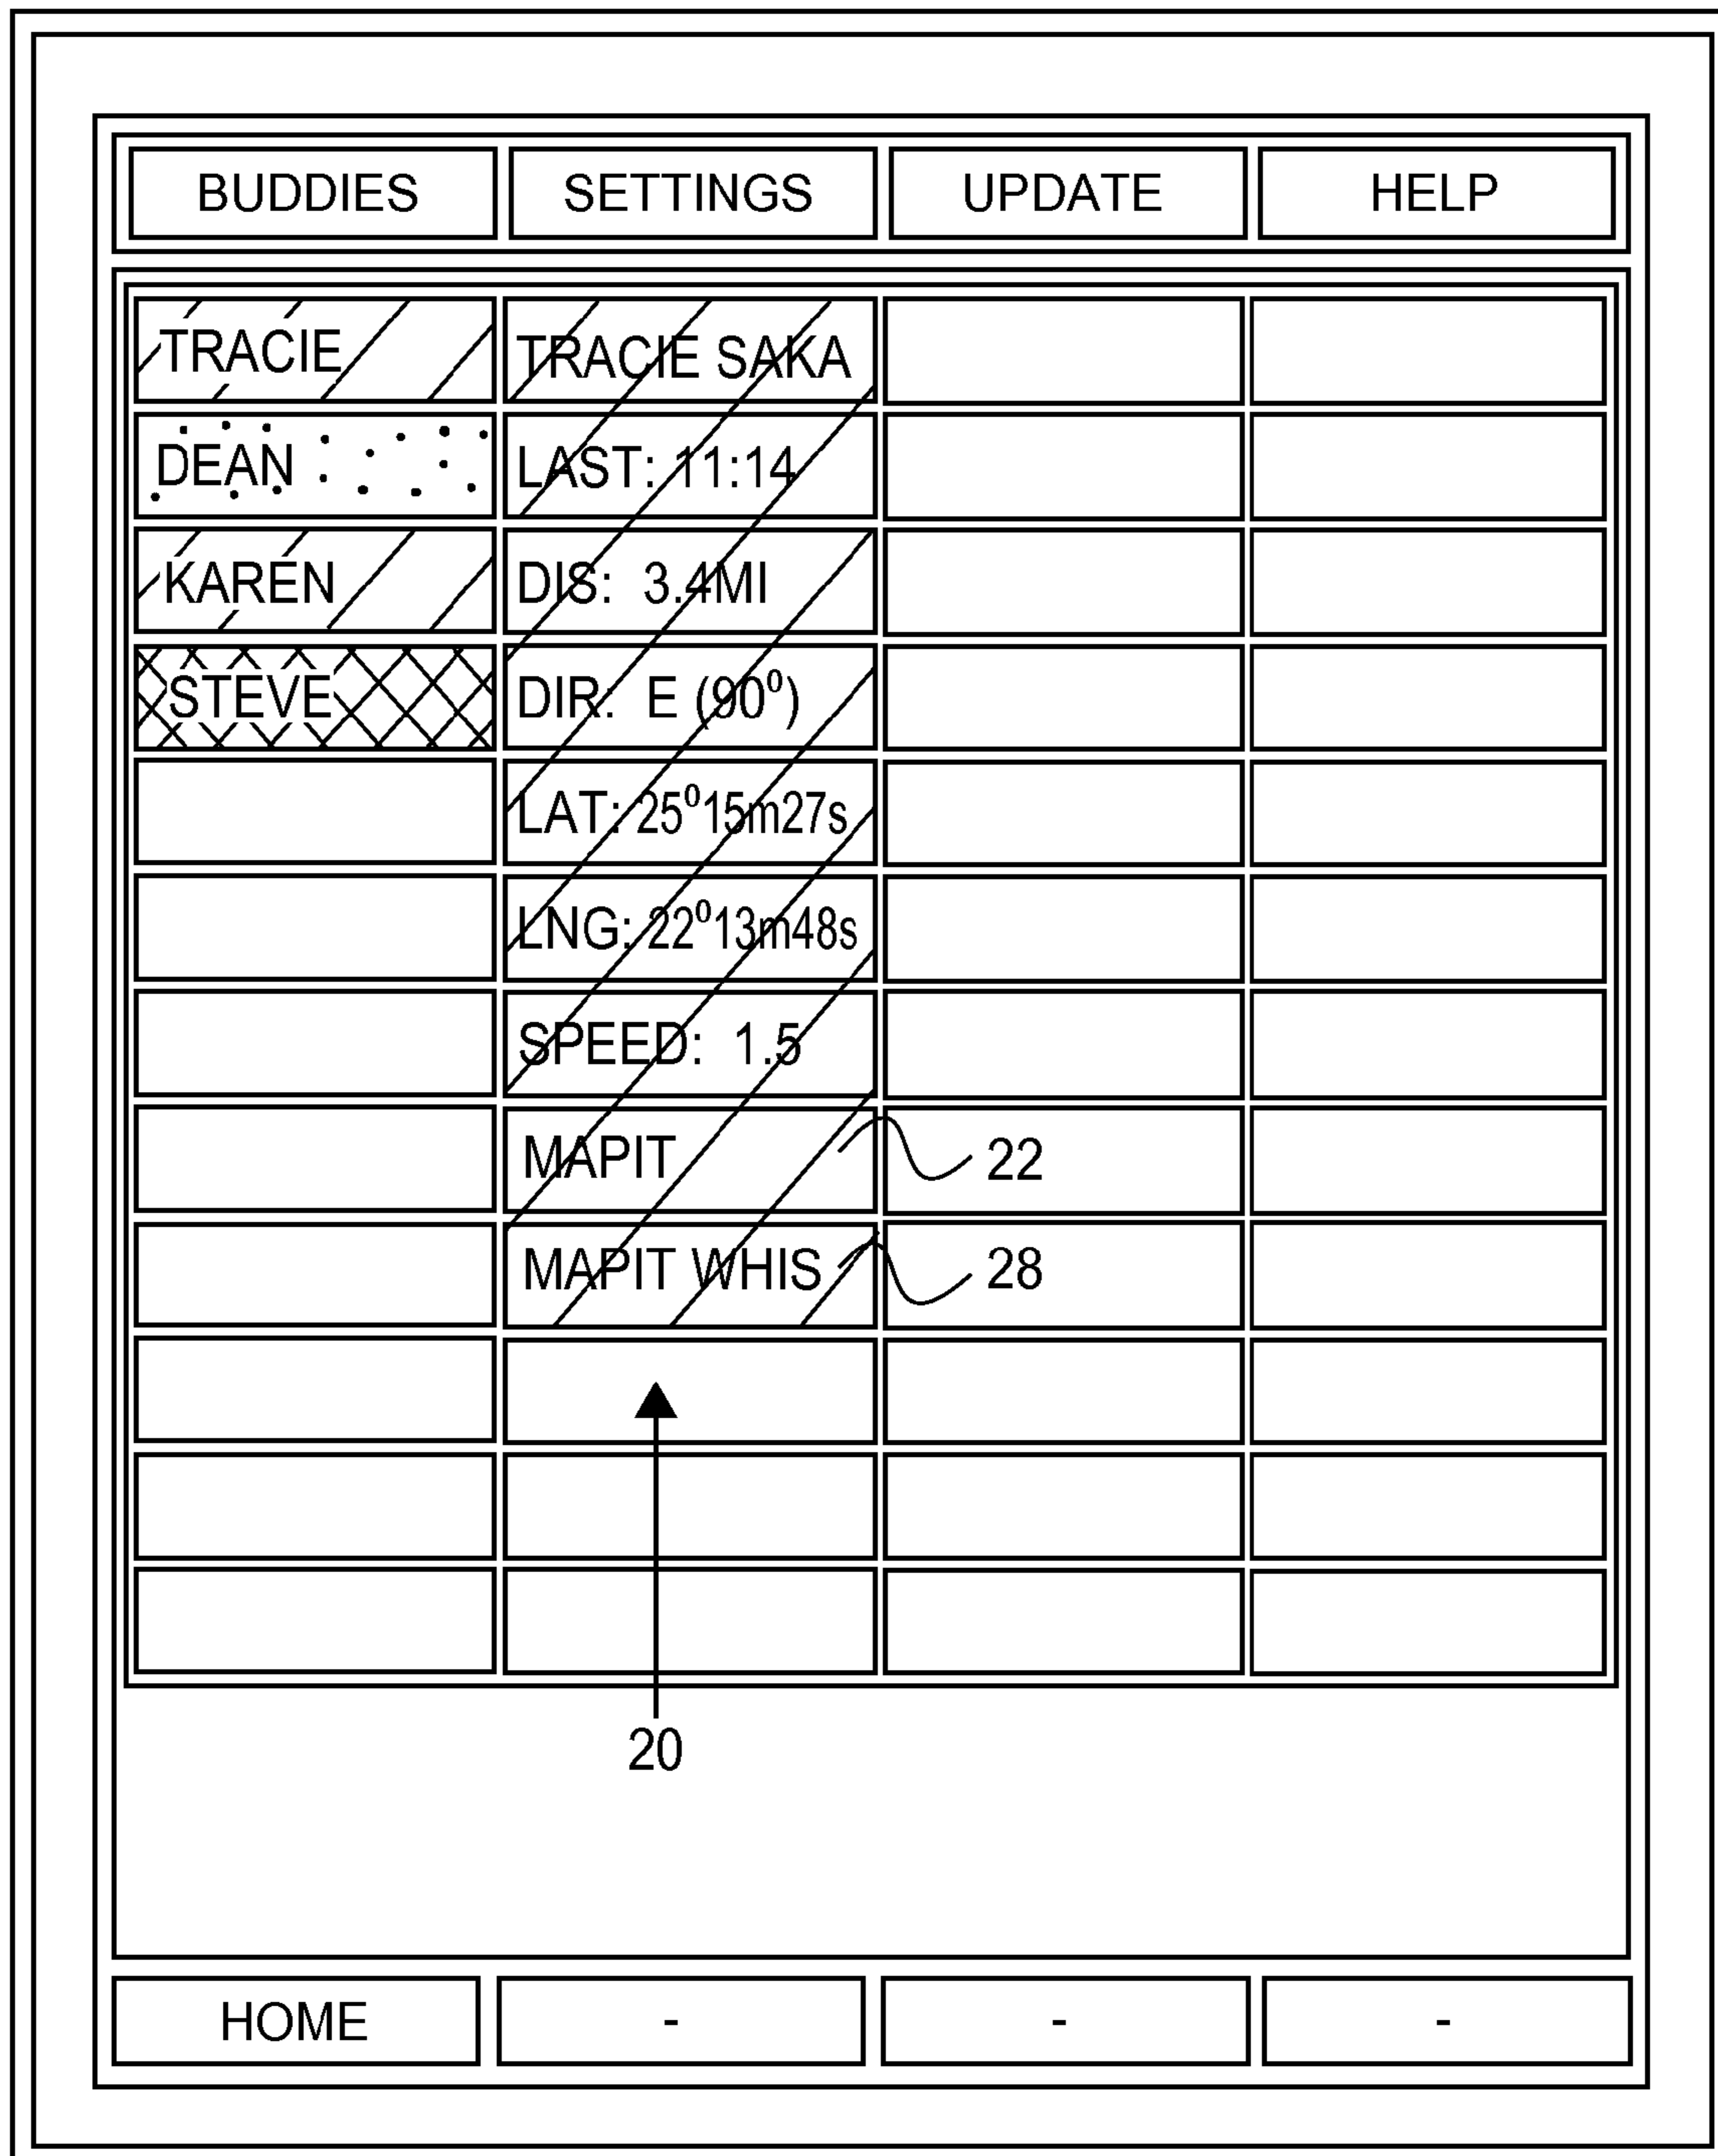 BUDDIES SETTINGS UPDATE HELP
TRACIE TRACIE SAKA
DEAN LAST: 11:14
KAREN DIS: 3.4MI
STEVE DIR: E (90⁰)
LAT: 25⁰15m27s
LNG: 22⁰13m48s
SPEED: 1.5
MAPIT 22
MAPIT WHIS 28
20
HOME - - -